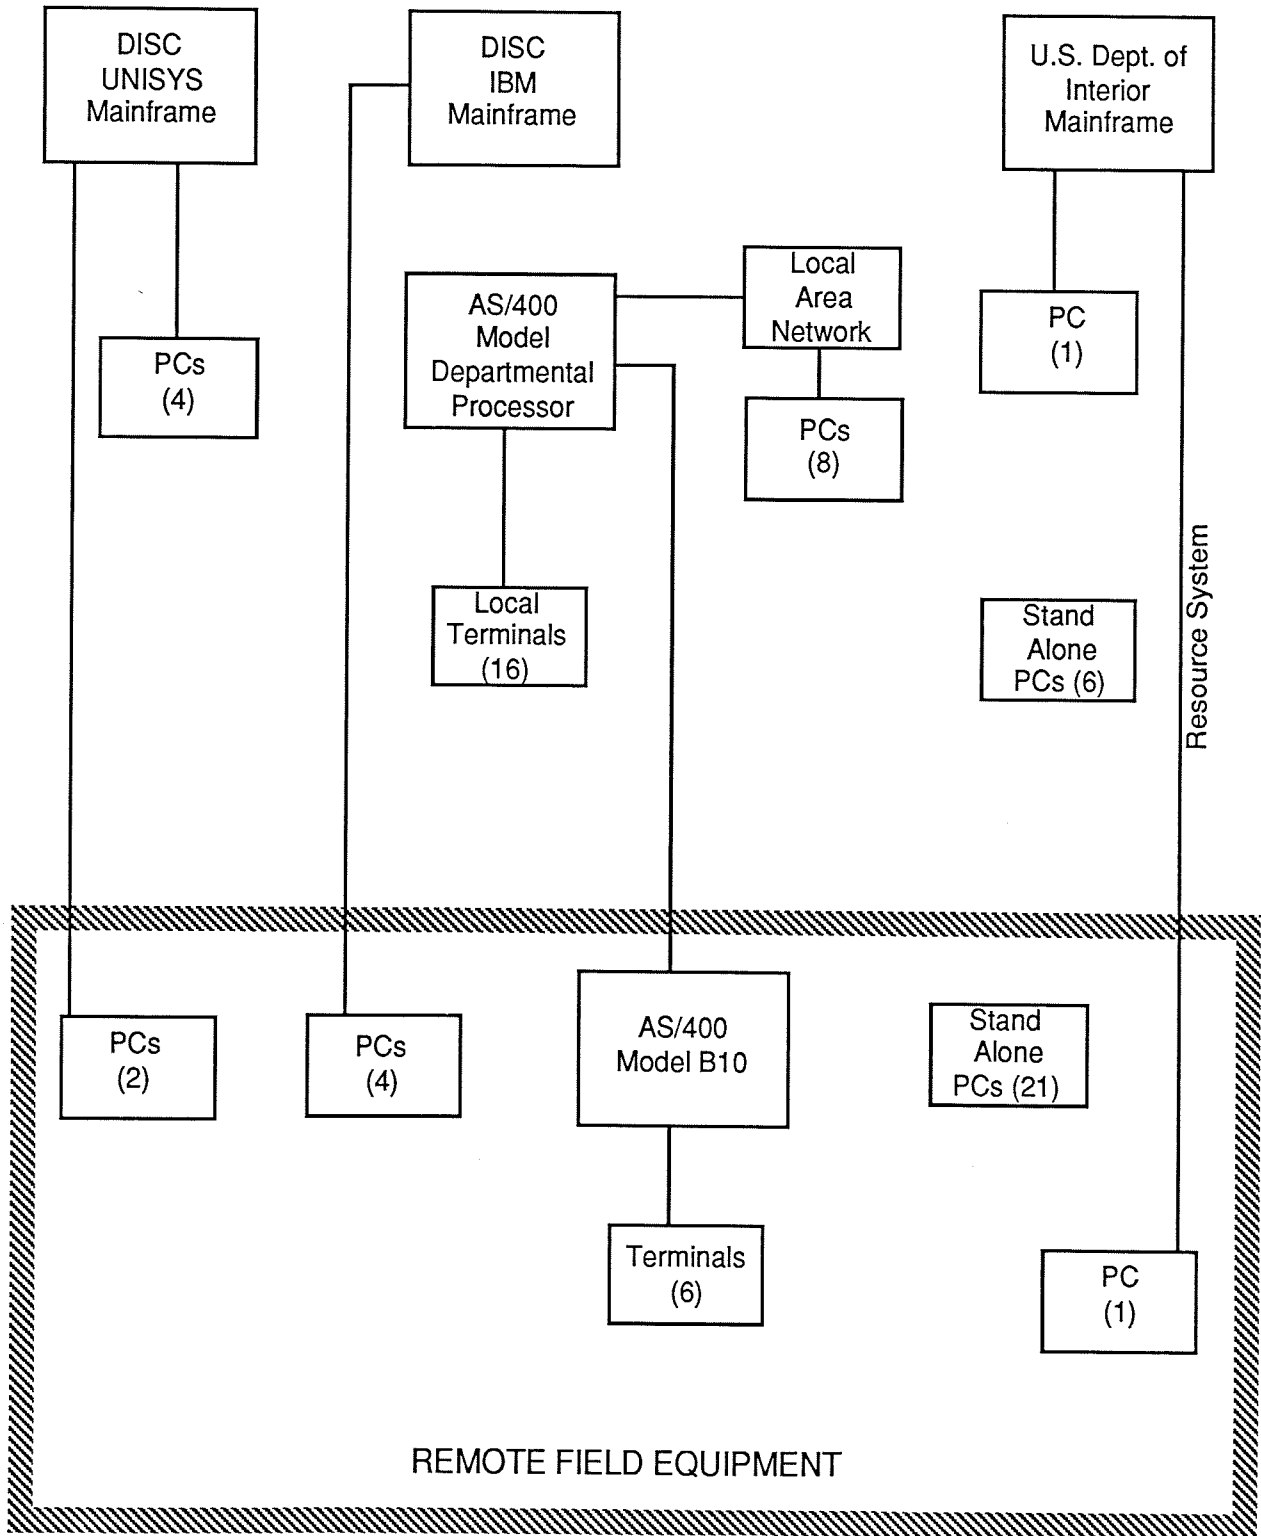 DISC
UNISYS
Mainframe
DISC
IBM
Mainframe
U.S. Dept. of
Interior
Mainframe
Local
Area
Network
AS/400
Model
Departmental
Processor
PC
(1)
PCs
(4)
PCs
(8)
Local
Terminals
(16)
Stand
Alone
PCs (6)
Resource System
PCs
(2)
PCs
(4)
AS/400
Model B10
Stand
Alone
PCs (21)
Terminals
(6)
PC
(1)
REMOTE FIELD EQUIPMENT